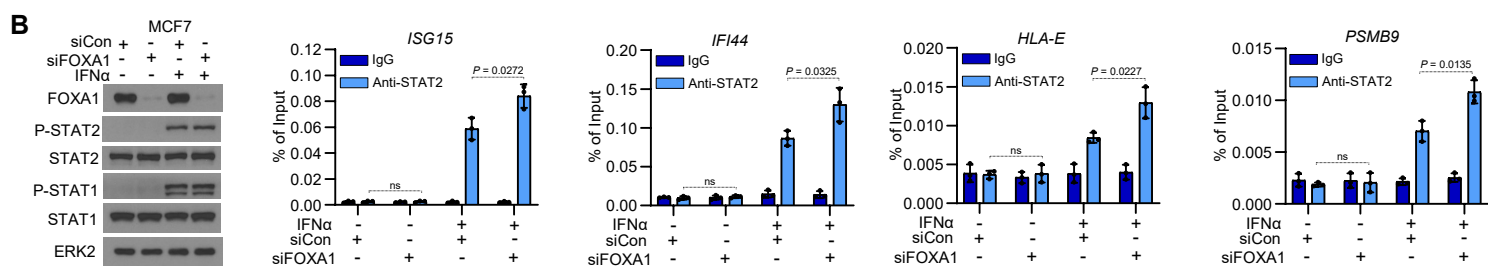 B
MCF7
siCon + - + -
siFOXA1 - + - +
IFNα - - + +
FOXA1
P-STAT2
STAT2
P-STAT1
STAT1
ERK2
ISG15
IgG
Anti-STAT2
P = 0.0272
ns
% of Input
0.12
0.10
0.08
0.06
0.04
0.02
0.00
IFNα - - + +
siCon + - + -
siFOXA1 - + - +
IFI44
IgG
Anti-STAT2
P = 0.0325
ns
% of Input
0.20
0.15
0.10
0.05
0.00
IFNα - - + +
siCon + - + -
siFOXA1 - + - +
HLA-E
IgG
Anti-STAT2
P = 0.0227
ns
% of Input
0.020
0.015
0.010
0.005
0.000
IFNα - - + +
siCon + - + -
siFOXA1 - + - +
PSMB9
IgG
Anti-STAT2
P = 0.0135
ns
% of Input
0.015
0.010
0.005
0.000
IFNα - - + +
siCon + - + -
siFOXA1 - + - +